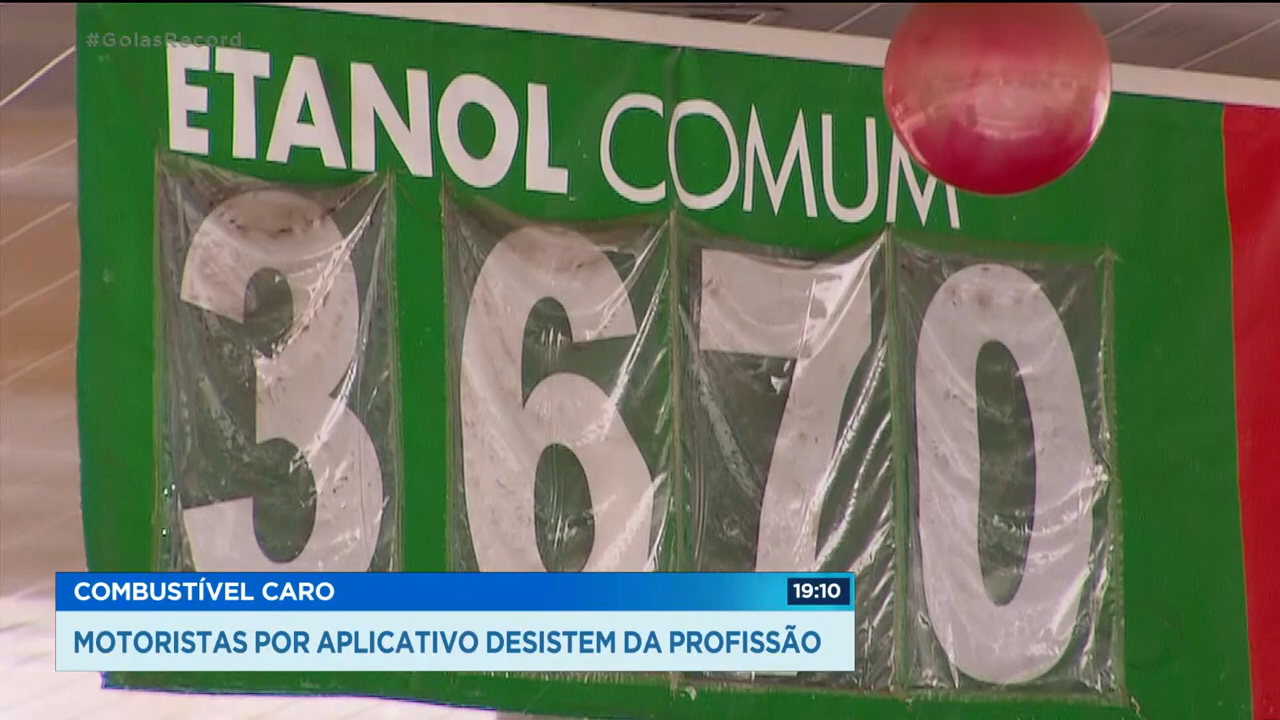 #GoiasRecord
ETANOL COMUM
3670
COMBUSTÍVEL CARO
19:10
MOTORISTAS POR APLICATIVO DESISTEM DA PROFISSÃO